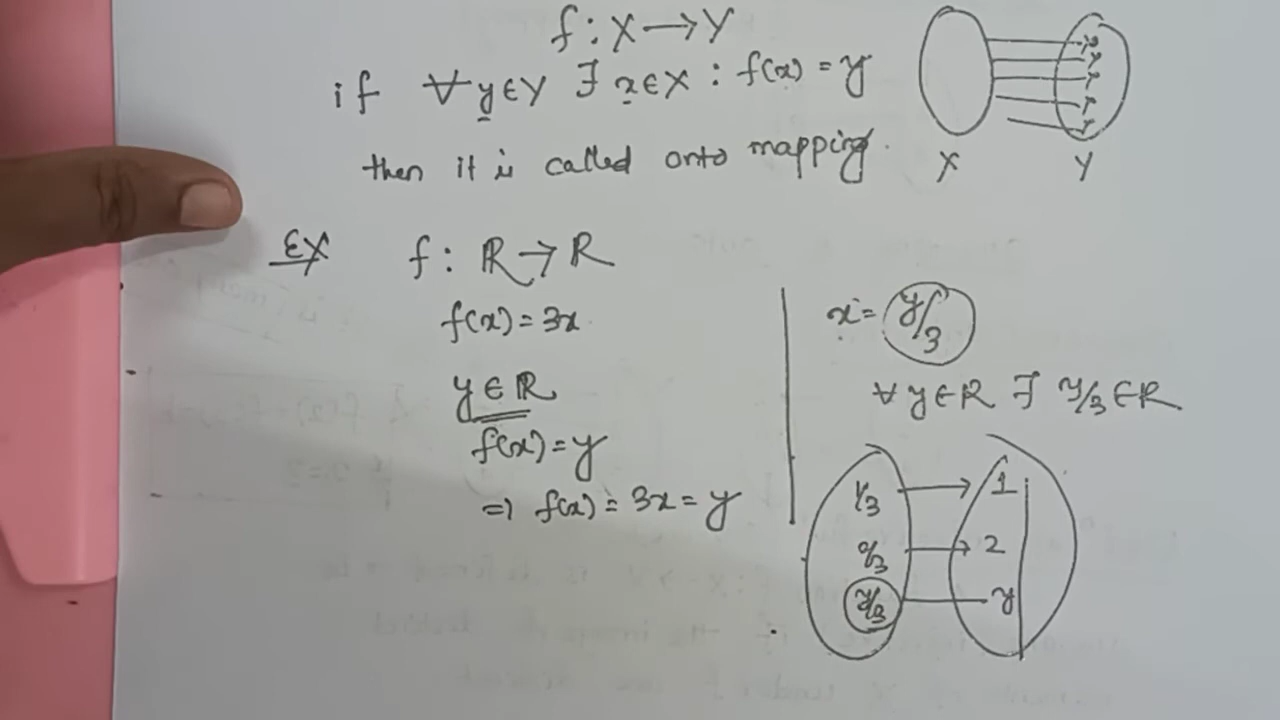 f : X → Y
if ∀ y ∈ Y ∃ x ∈ X : f(x) = y
then it is called onto mapping.
X Y
Ex f : R → R
f(x) = 3x
y ∈ R
f(x) = y
⇒ f(x) = 3x = y
x = y/3
∀ y ∈ R ∃ y/3 ∈ R
1/3 1
2/3 2
y/3 y